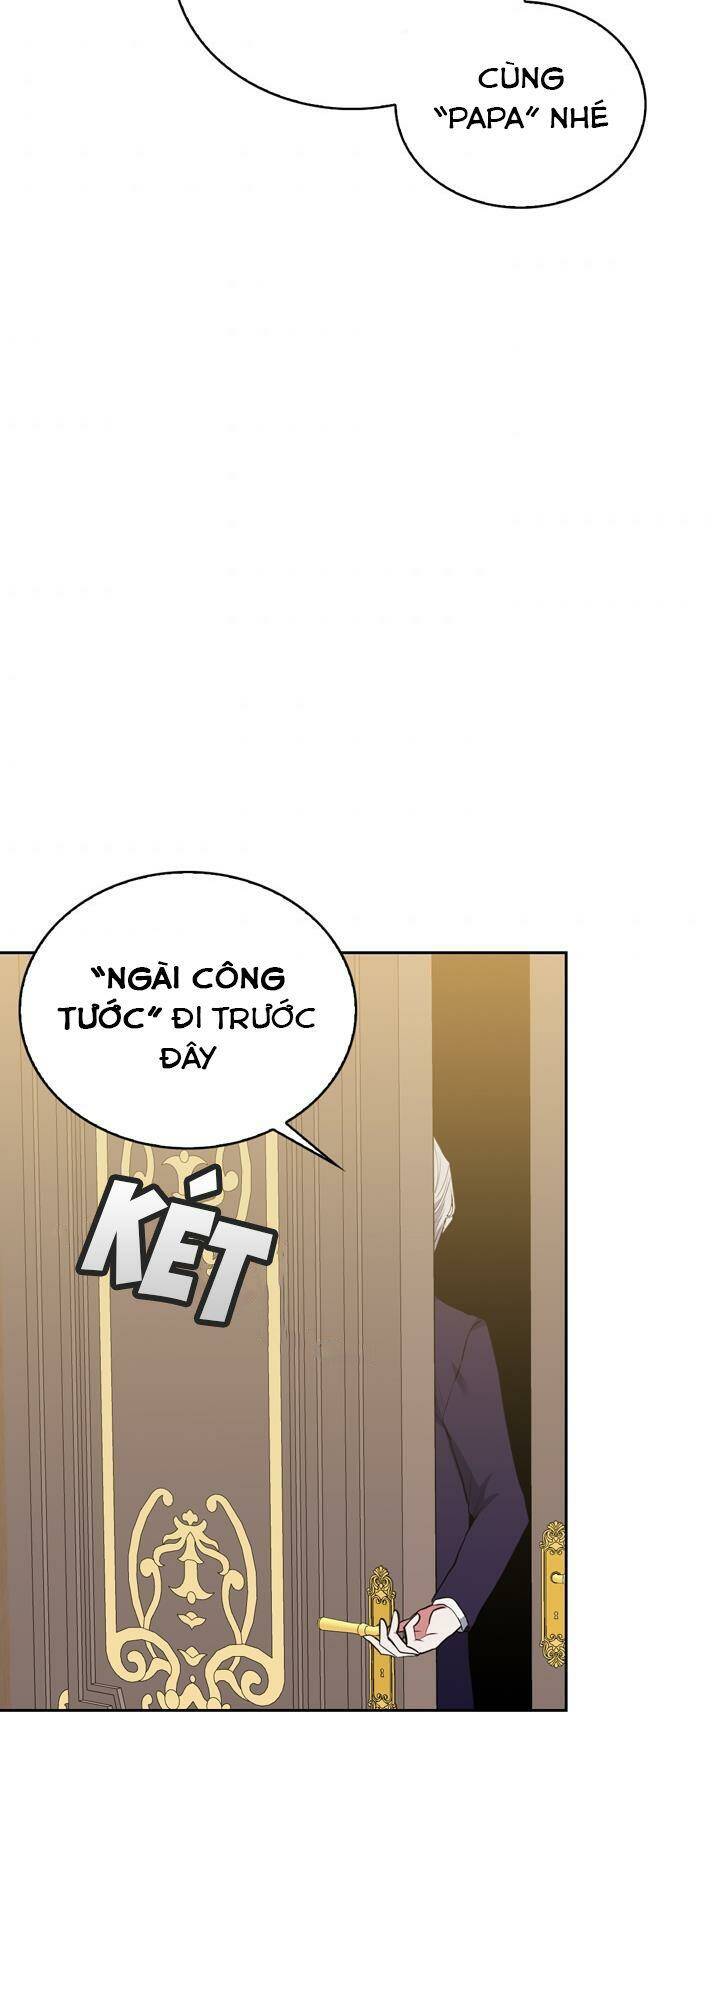 CÙNG
"PAPA" NHÉ
"NGÀI CÔNG
TƯỚC" ĐI TRƯỚC
ĐÂY
KÉT